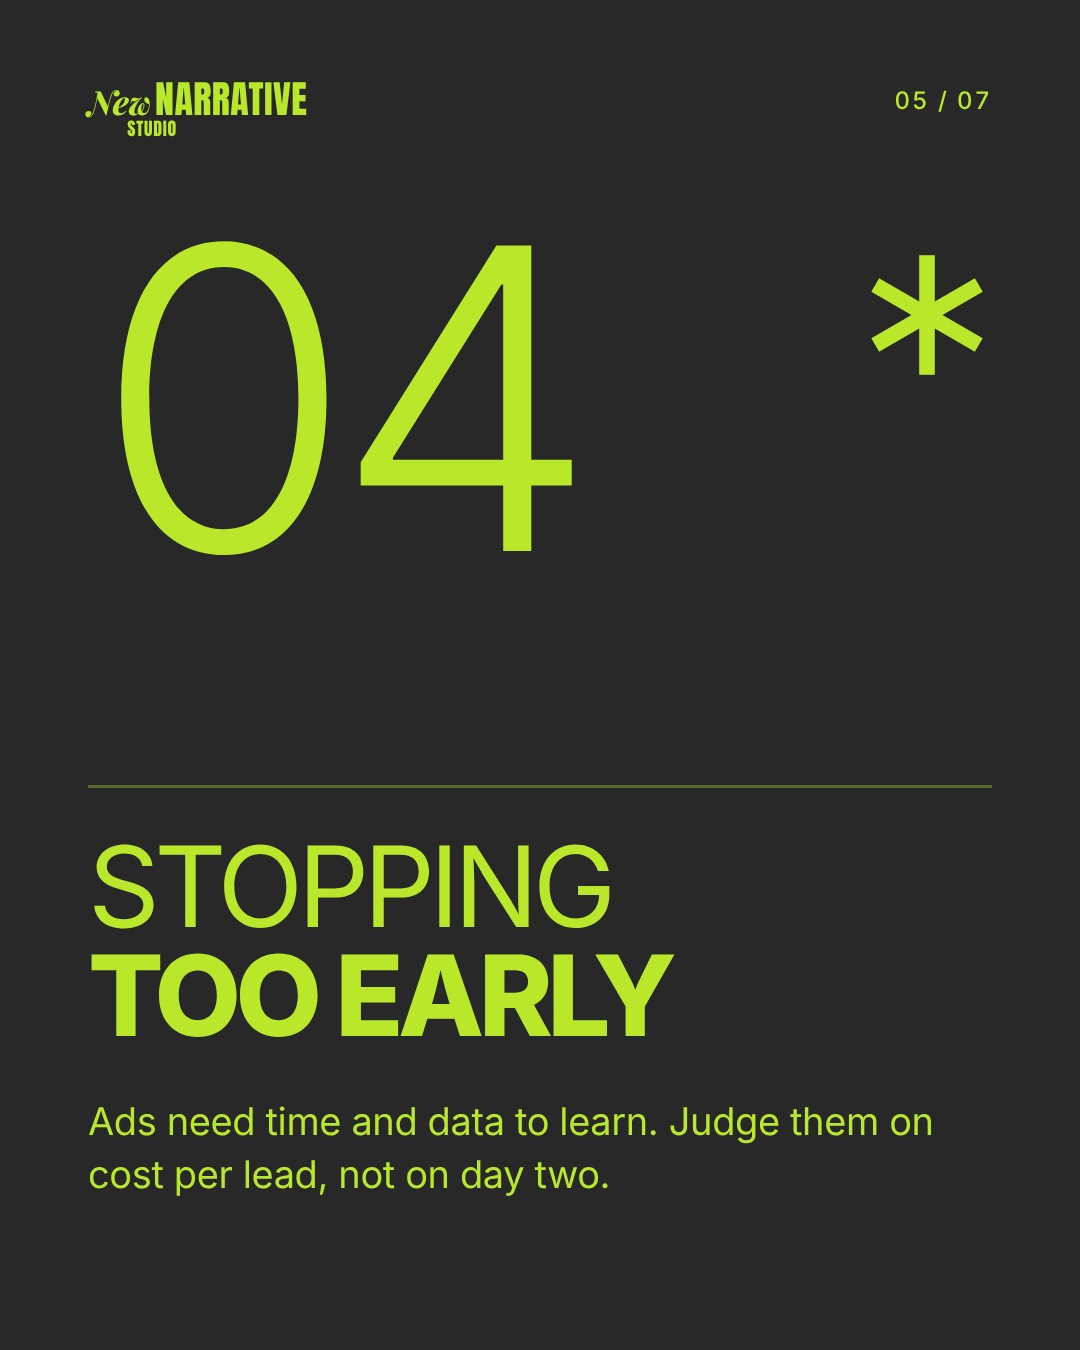 New NARRATIVE
STUDIO
05 / 07
04 *
STOPPING
TOO EARLY
Ads need time and data to learn. Judge them on
cost per lead, not on day two.